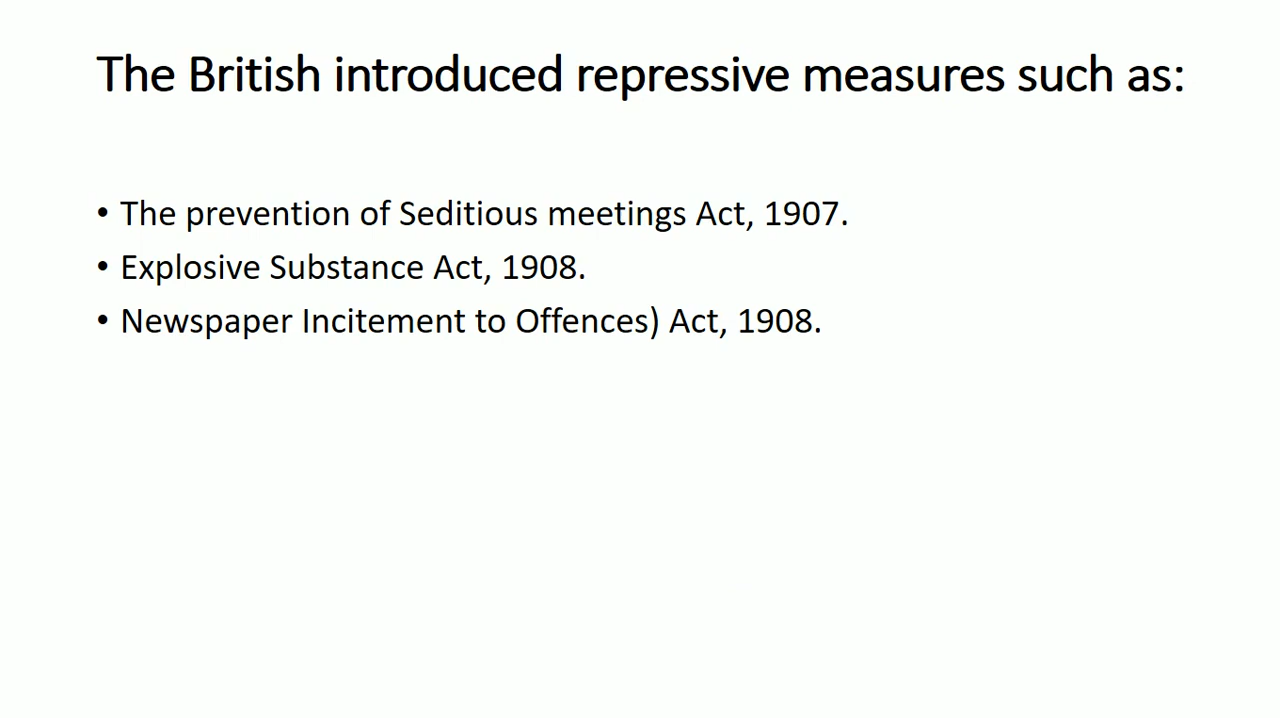 The British introduced repressive measures such as:
• The prevention of Seditious meetings Act, 1907.
• Explosive Substance Act, 1908.
• Newspaper Incitement to Offences) Act, 1908.